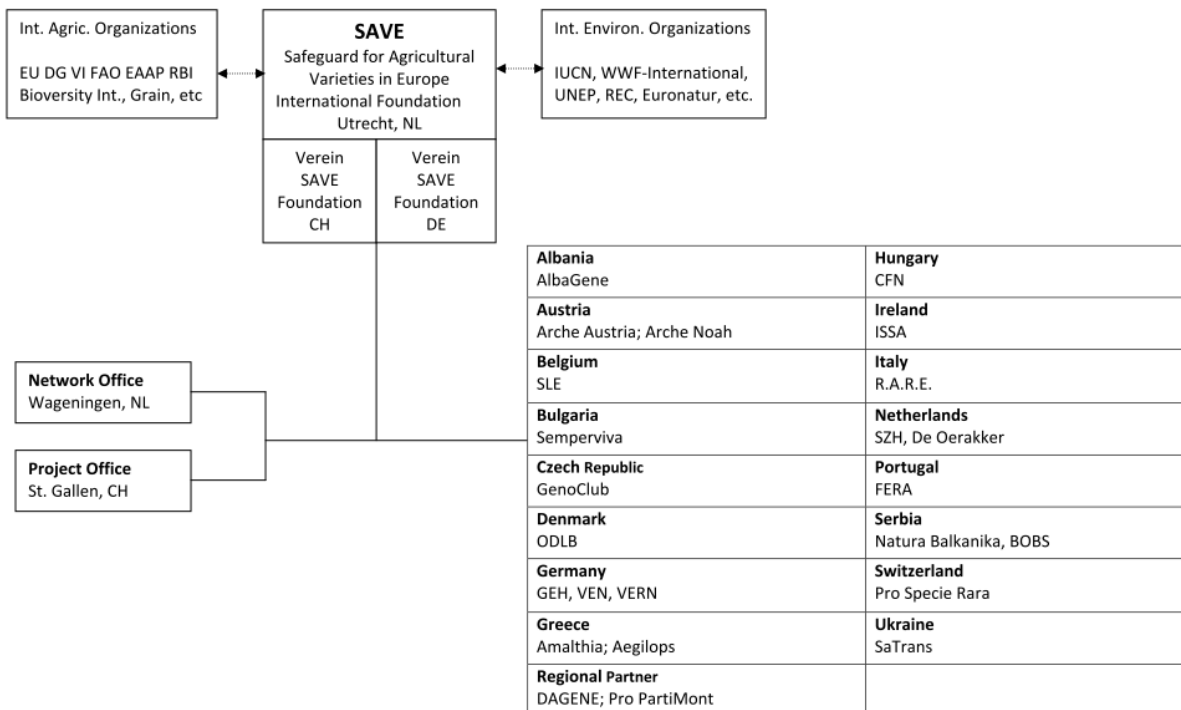 Int. Agric. Organizations
EU DG VI FAO EAAP RBI
Bioversity Int., Grain, etc
SAVE
Safeguard for Agricultural
Varieties in Europe
International Foundation
Utrecht, NL
Int. Environ. Organizations
IUCN, WWF-International,
UNEP, REC, Euronatur, etc.
Verein
SAVE
Foundation
CH
Verein
SAVE
Foundation
DE
Network Office
Wageningen, NL
Project Office
St. Gallen, CH
Albania
AlbaGene
Hungary
CFN
Austria
Arche Austria; Arche Noah
Ireland
ISSA
Belgium
SLE
Italy
R.A.R.E.
Bulgaria
Semperviva
Netherlands
SZH, De Oerakker
Czech Republic
GenoClub
Portugal
FERA
Denmark
ODLB
Serbia
Natura Balkanika, BOBS
Germany
GEH, VEN, VERN
Switzerland
Pro Specie Rara
Greece
Amalthia; Aegilops
Ukraine
SaTrans
Regional Partner
DAGENE; Pro PartiMont